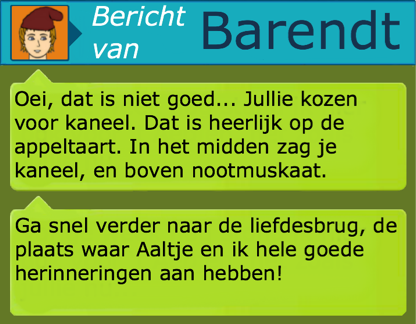 Bericht
van
Barendt
Oei, dat is niet goed... Jullie kozen
voor kaneel. Dat is heerlijk op de
appeltaart. In het midden zag je
kaneel, en boven nootmuskaat.
Ga snel verder naar de liefdesbrug, de
plaats waar Aaltje en ik hele goede
herinneringen aan hebben!